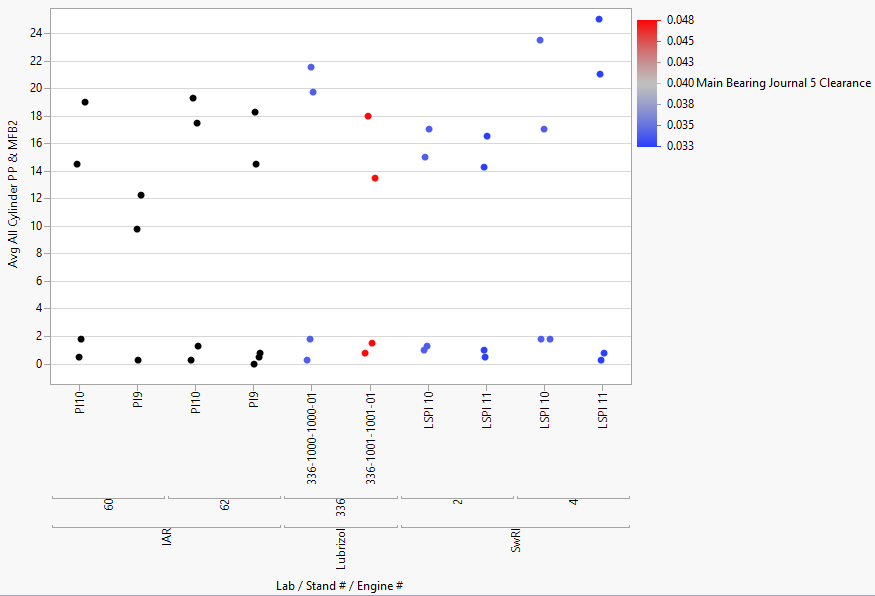 24
22
20
18
16
14
12
10
8
6
4
2
0
Avg All Cylinder PP & MFB2
0.048
0.045
0.043
0.040
0.038
0.035
0.033
Main Bearing Journal 5 Clearance
PI10
PI9
PI10
PI9
336-1000-1000-01
336-1001-1001-01
LSPI 10
LSPI 11
LSPI 10
LSPI 11
60
62
336
2
4
IAR
Lubrizol
SwRI
Lab / Stand # / Engine #